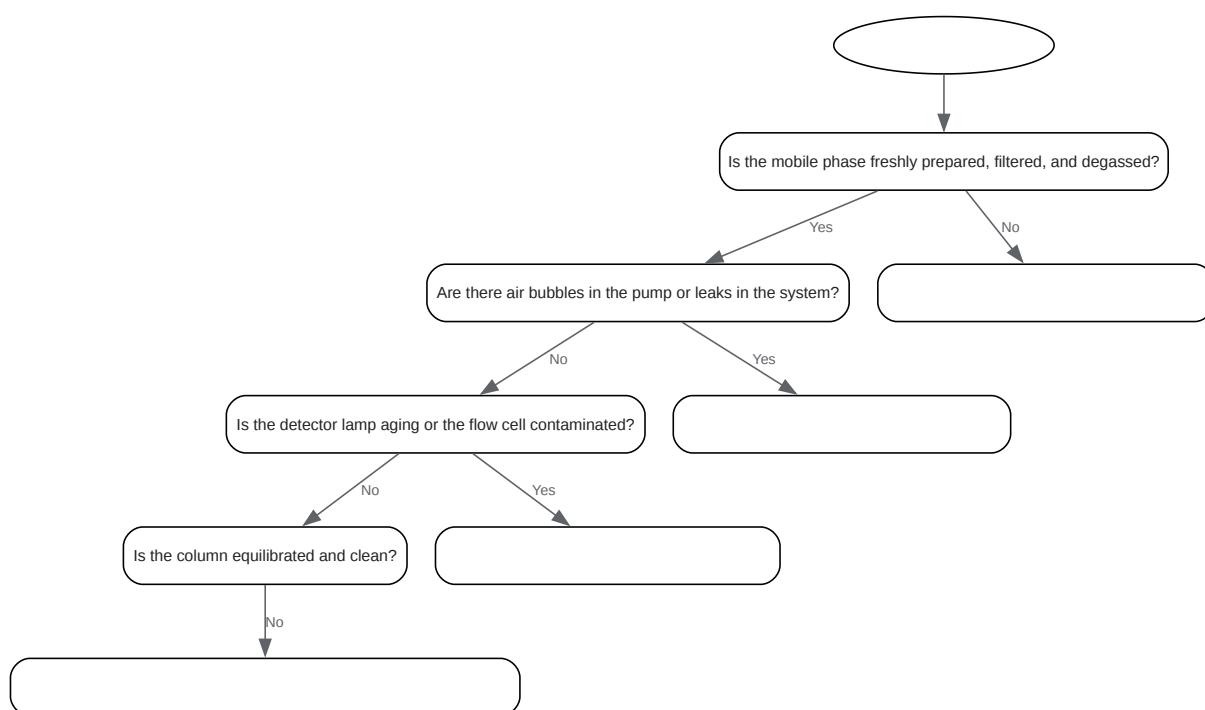 Is the mobile phase freshly prepared, filtered, and degassed?
Yes
No
Are there air bubbles in the pump or leaks in the system?
No
Yes
Is the detector lamp aging or the flow cell contaminated?
No
Yes
Is the column equilibrated and clean?
No